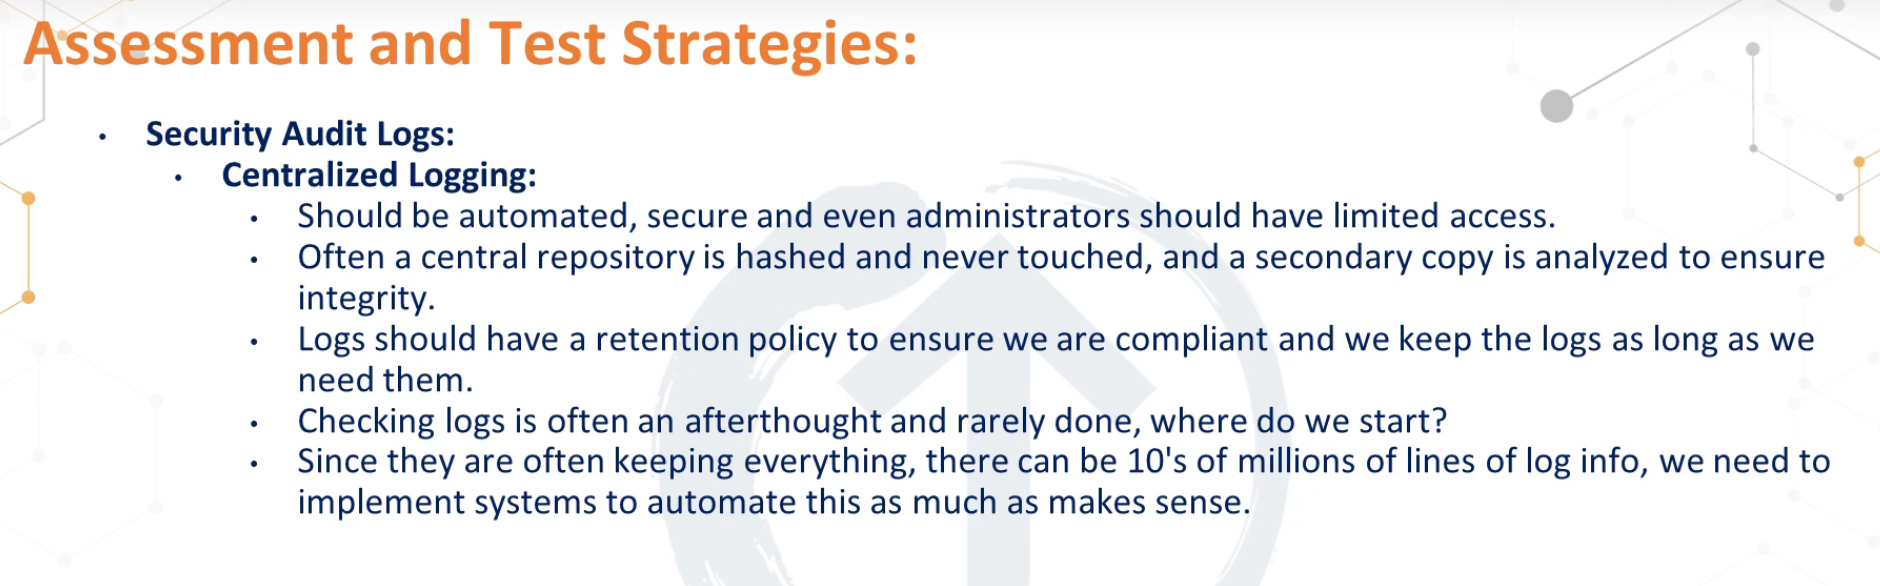 Assessment and Test Strategies:
• Security Audit Logs:
• Centralized Logging:
• Should be automated, secure and even administrators should have limited access.
• Often a central repository is hashed and never touched, and a secondary copy is analyzed to ensure
integrity.
• Logs should have a retention policy to ensure we are compliant and we keep the logs as long as we
need them.
• Checking logs is often an afterthought and rarely done, where do we start?
• Since they are often keeping everything, there can be 10's of millions of lines of log info, we need to
implement systems to automate this as much as makes sense.